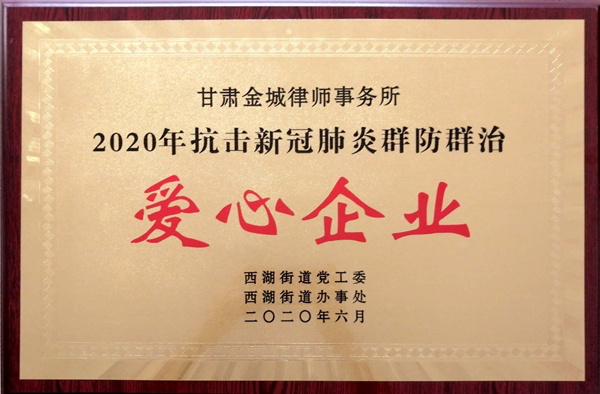 甘肃金城律师事务所
2020年抗击新冠肺炎群防群治
爱心企业
西湖街道党工委
西湖街道办事处
二〇二〇年六月